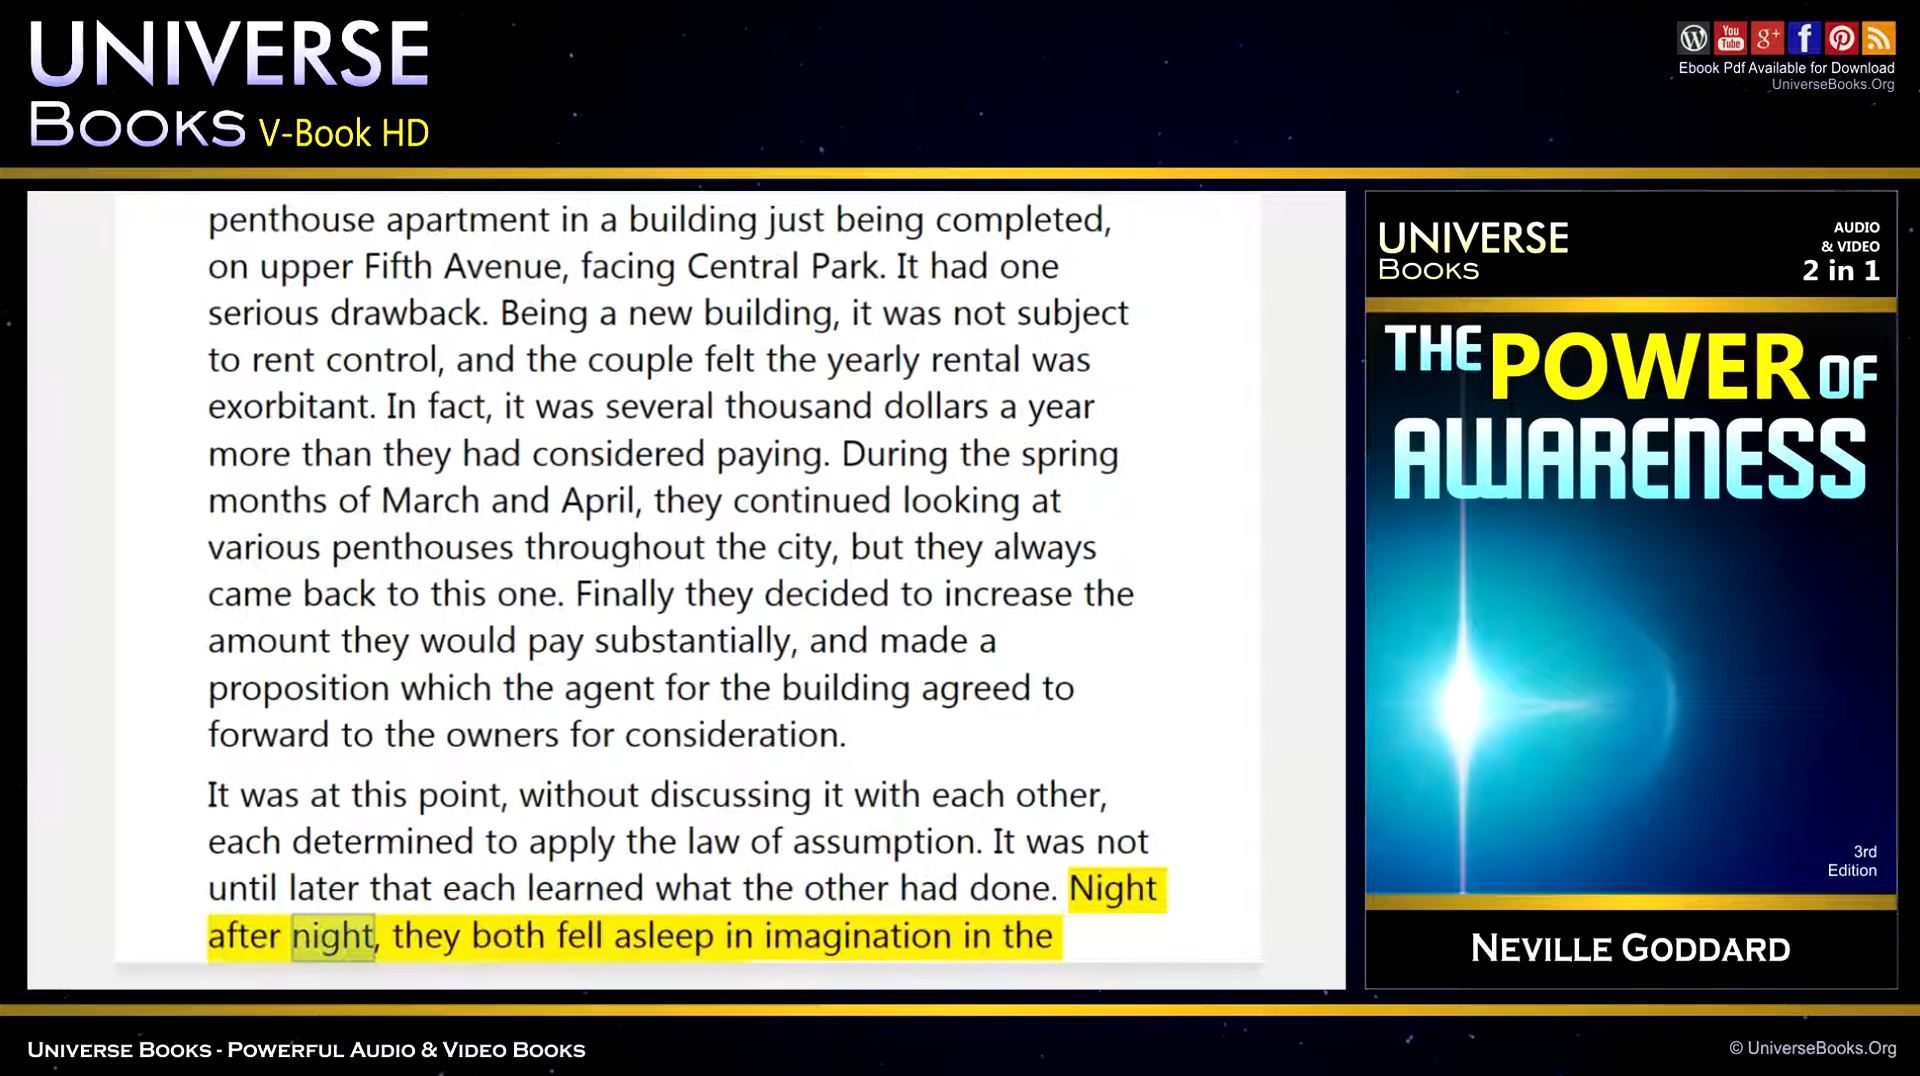 UNIVERSE
BOOKS V-Book HD
You
Tube
g+
f
Ebook Pdf Available for Download
UniverseBooks.Org
penthouse apartment in a building just being completed,
on upper Fifth Avenue, facing Central Park. It had one
serious drawback. Being a new building, it was not subject
to rent control, and the couple felt the yearly rental was
exorbitant. In fact, it was several thousand dollars a year
more than they had considered paying. During the spring
months of March and April, they continued looking at
various penthouses throughout the city, but they always
came back to this one. Finally they decided to increase the
amount they would pay substantially, and made a
proposition which the agent for the building agreed to
forward to the owners for consideration.
It was at this point, without discussing it with each other,
each determined to apply the law of assumption. It was not
until later that each learned what the other had done. Night
after night, they both fell asleep in imagination in the
UNIVERSE
BOOKS
AUDIO
& VIDEO
2 in 1
THE POWER OF
AWARENESS
3rd
Edition
NEVILLE GODDARD
UNIVERSE BOOKS - POWERFUL AUDIO & VIDEO BOOKS
© UniverseBooks.Org